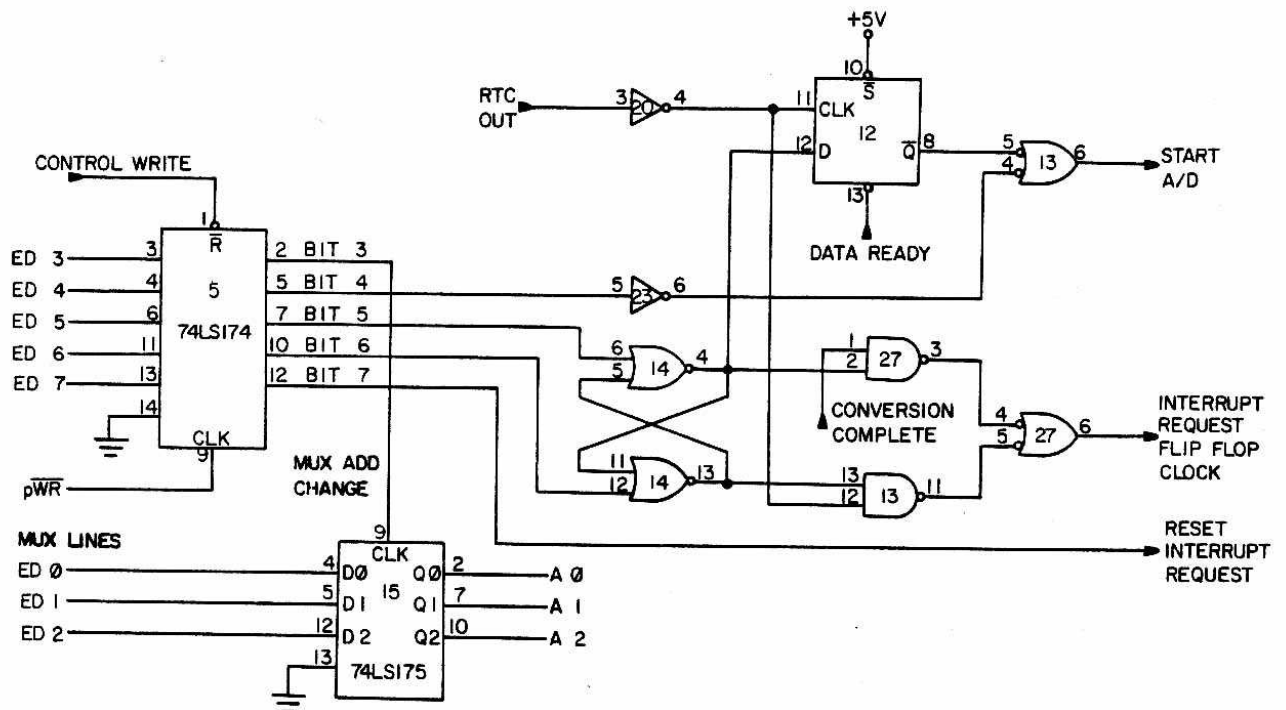 +5V
10
S̅
RTC
OUT
3
20
4
11
CLK
12
12
D
Q̅
8
5
4
13
6
START
A/D
13
DATA READY
CONTROL WRITE
1
R̅
ED 3
3
2
BIT 3
ED 4
4
5
5
BIT 4
5
23
6
ED 5
6
74LS174
7
BIT 5
ED 6
11
10
BIT 6
ED 7
13
12
BIT 7
14
CLK
9
p̅W̅R̅
6
5
14
4
1
2
27
3
CONVERSION
COMPLETE
4
5
27
6
INTERRUPT
REQUEST
FLIP FLOP
CLOCK
11
12
14
13
13
12
13
11
MUX ADD
CHANGE
RESET
INTERRUPT
REQUEST
MUX LINES
9
CLK
ED 0
4
D0
Q0
2
A 0
ED 1
5
D1
15
Q1
7
A 1
ED 2
12
D2
Q2
10
A 2
13
74LS175